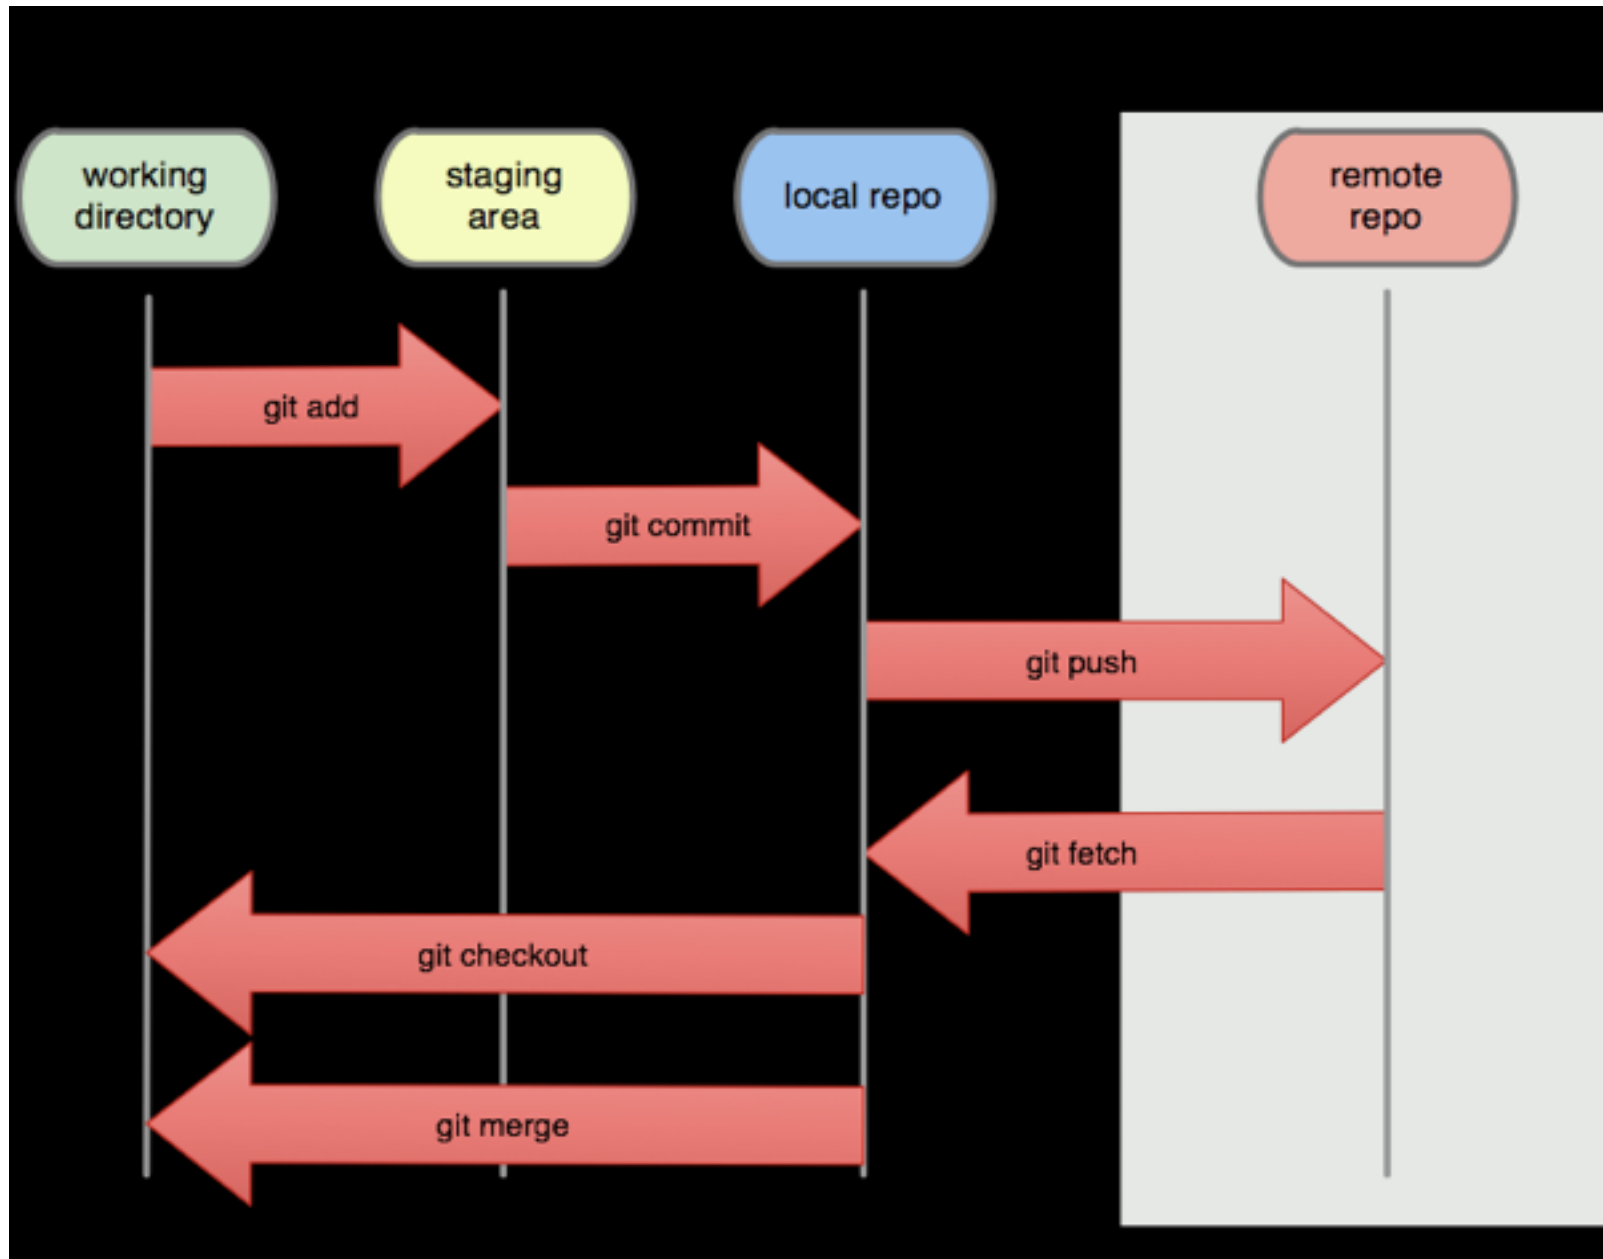 working
directory
staging
area
local repo
remote
repo
git add
git commit
git push
git fetch
git checkout
git merge